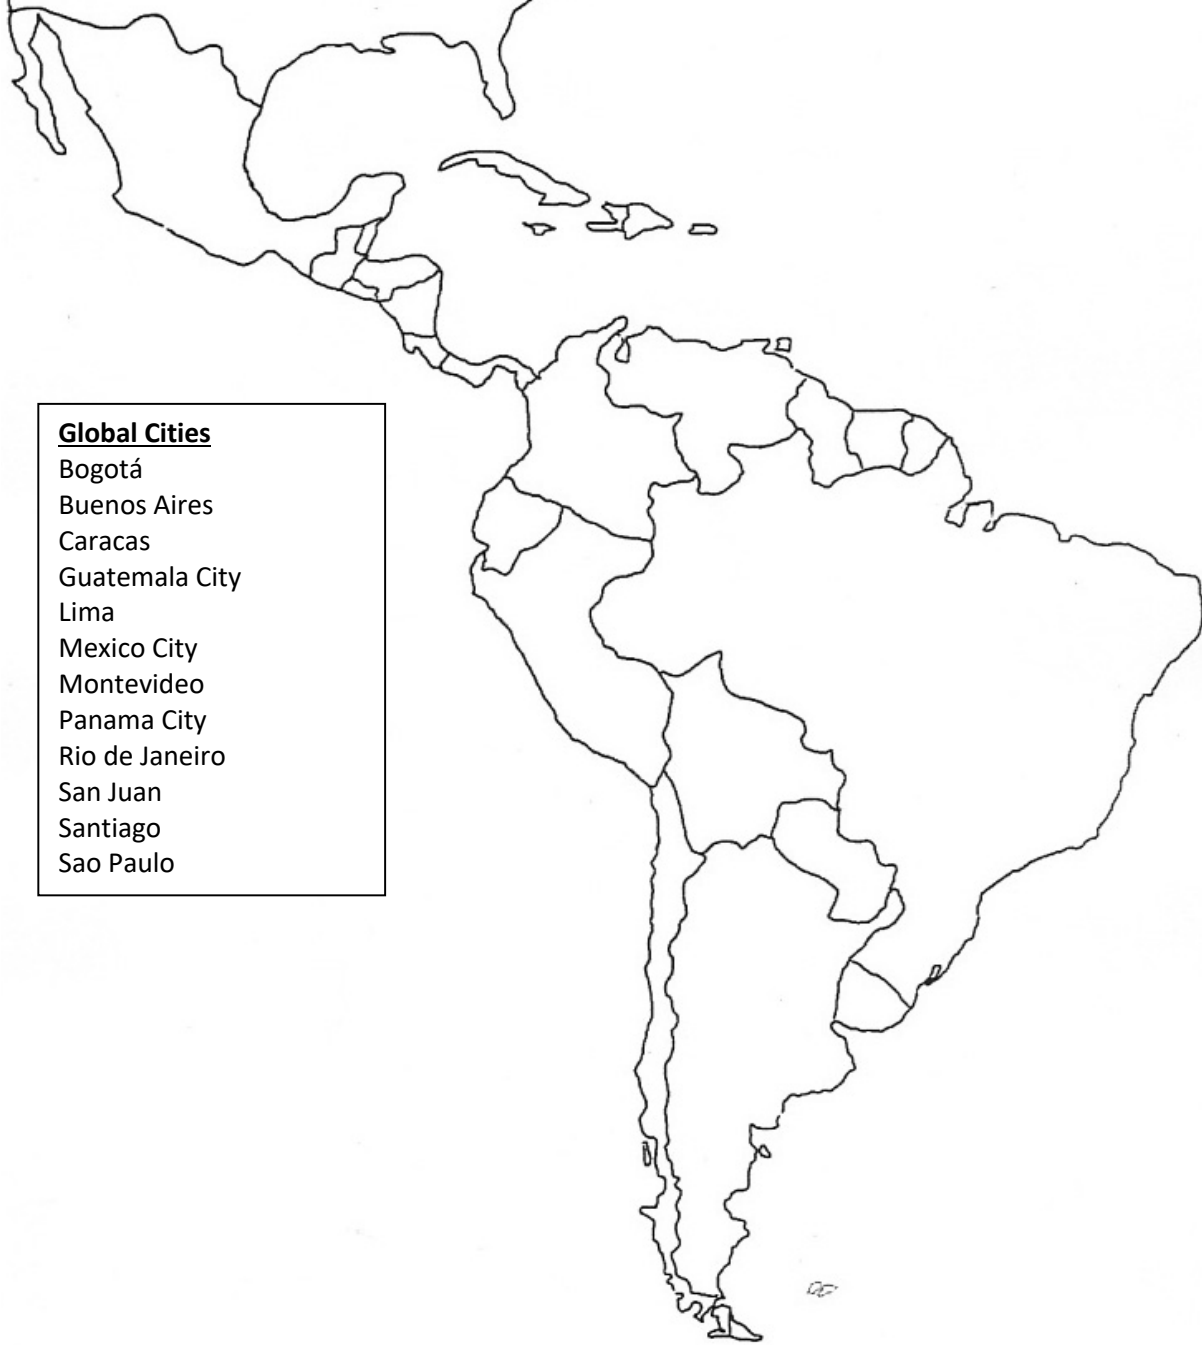 Global Cities
Bogotá
Buenos Aires
Caracas
Guatemala City
Lima
Mexico City
Montevideo
Panama City
Rio de Janeiro
San Juan
Santiago
Sao Paulo